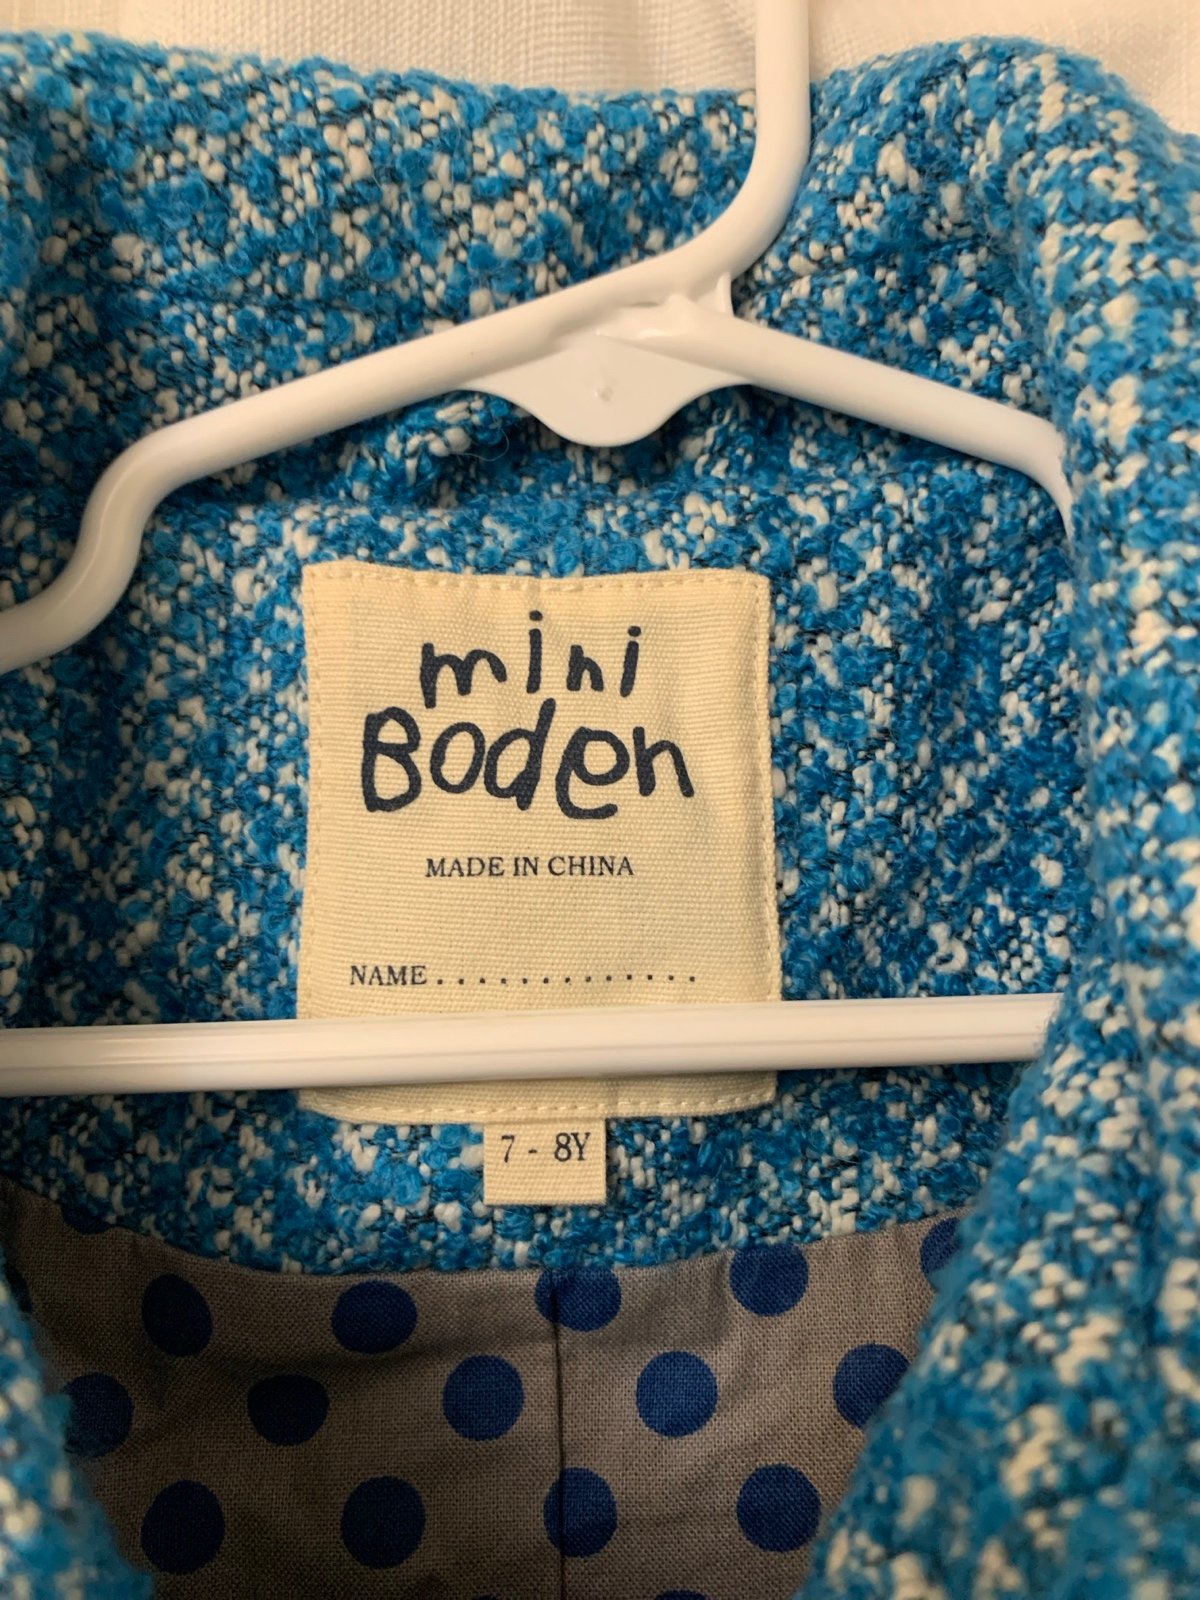 mini
Boden
MADE IN CHINA
NAME.............
7 - 8Y